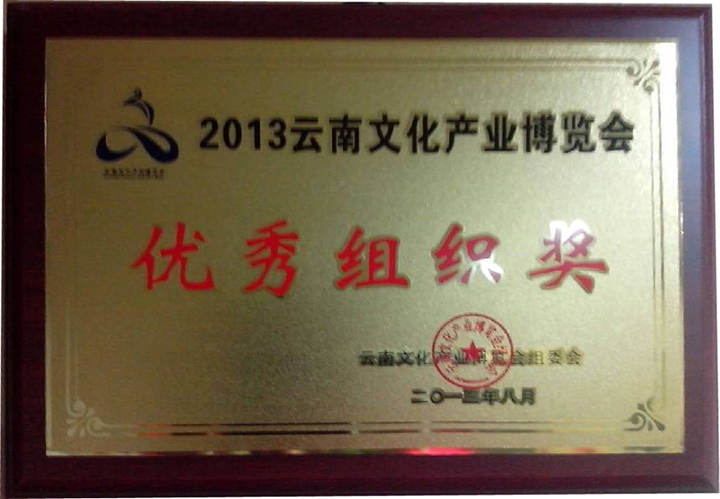 2013云南文化产业博览会
优秀组织奖
云南文化产业博览会组委会
二〇一三年八月